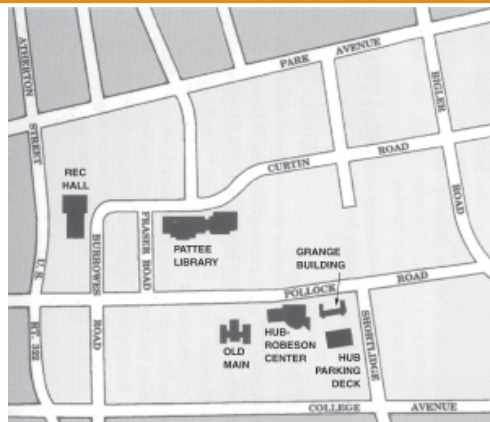 PARK AVENUE
ATHERTON STREET
U.S. RT. 322
BIGLER ROAD
CURTIN ROAD
REC
HALL
FRASER ROAD
PATTEE
LIBRARY
BURROWES ROAD
GRANGE
BUILDING
POLLOCK ROAD
OLD
MAIN
HUB-
ROBESON
CENTER
HUB
PARKING
DECK
SHORTLIDGE
COLLEGE AVENUE